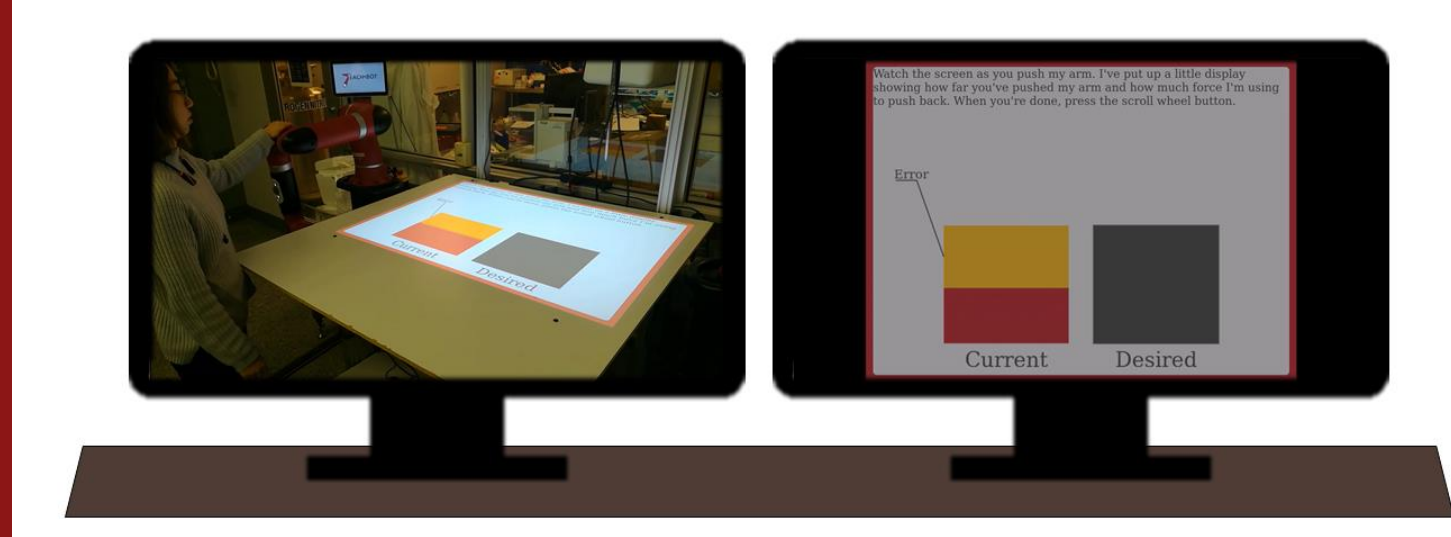 Error
Current
Desired
Watch the screen as you push my arm. I've put up a little display
showing how far you've pushed my arm and how much force I'm using
to push back. When you're done, press the scroll wheel button.
Error
Current Desired